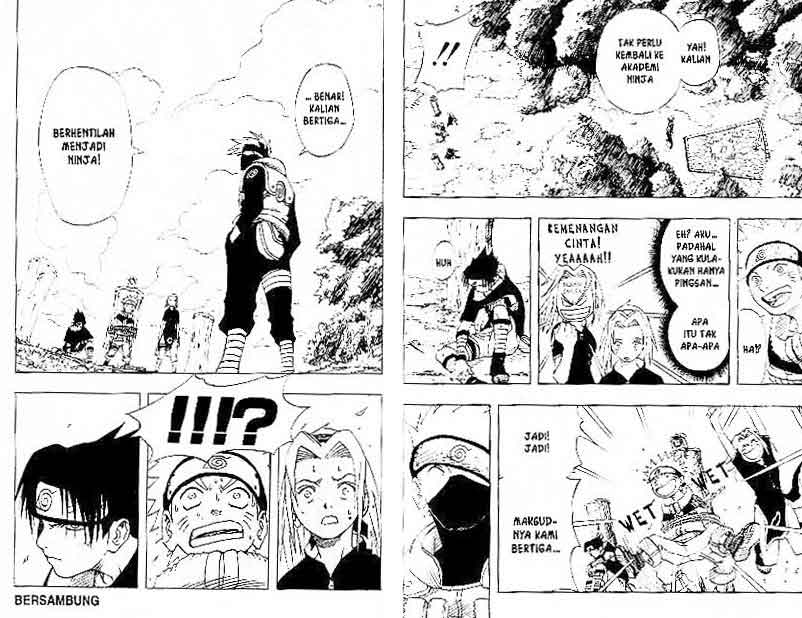 YAH!
KALIAN
TAK PERLU
KEMBALI KE
AKADEMI
NINJA
!!
HA!?
EH? AKU...
PADAHAL
YANG KULA-
KUKAN HANYA
PINGSAN...
APA
ITU TAK
APA-APA
KEMENANGAN
CINTA!
YEAAAAH!!
HUH
JADI!
JADI!
MAKSUD-
NYA KAMI
BERTIGA...
WET
WET
... BENAR!
KALIAN
BERTIGA...
BERHENTILAH
MENJADI
NINJA!
!!!?
BERSAMBUNG